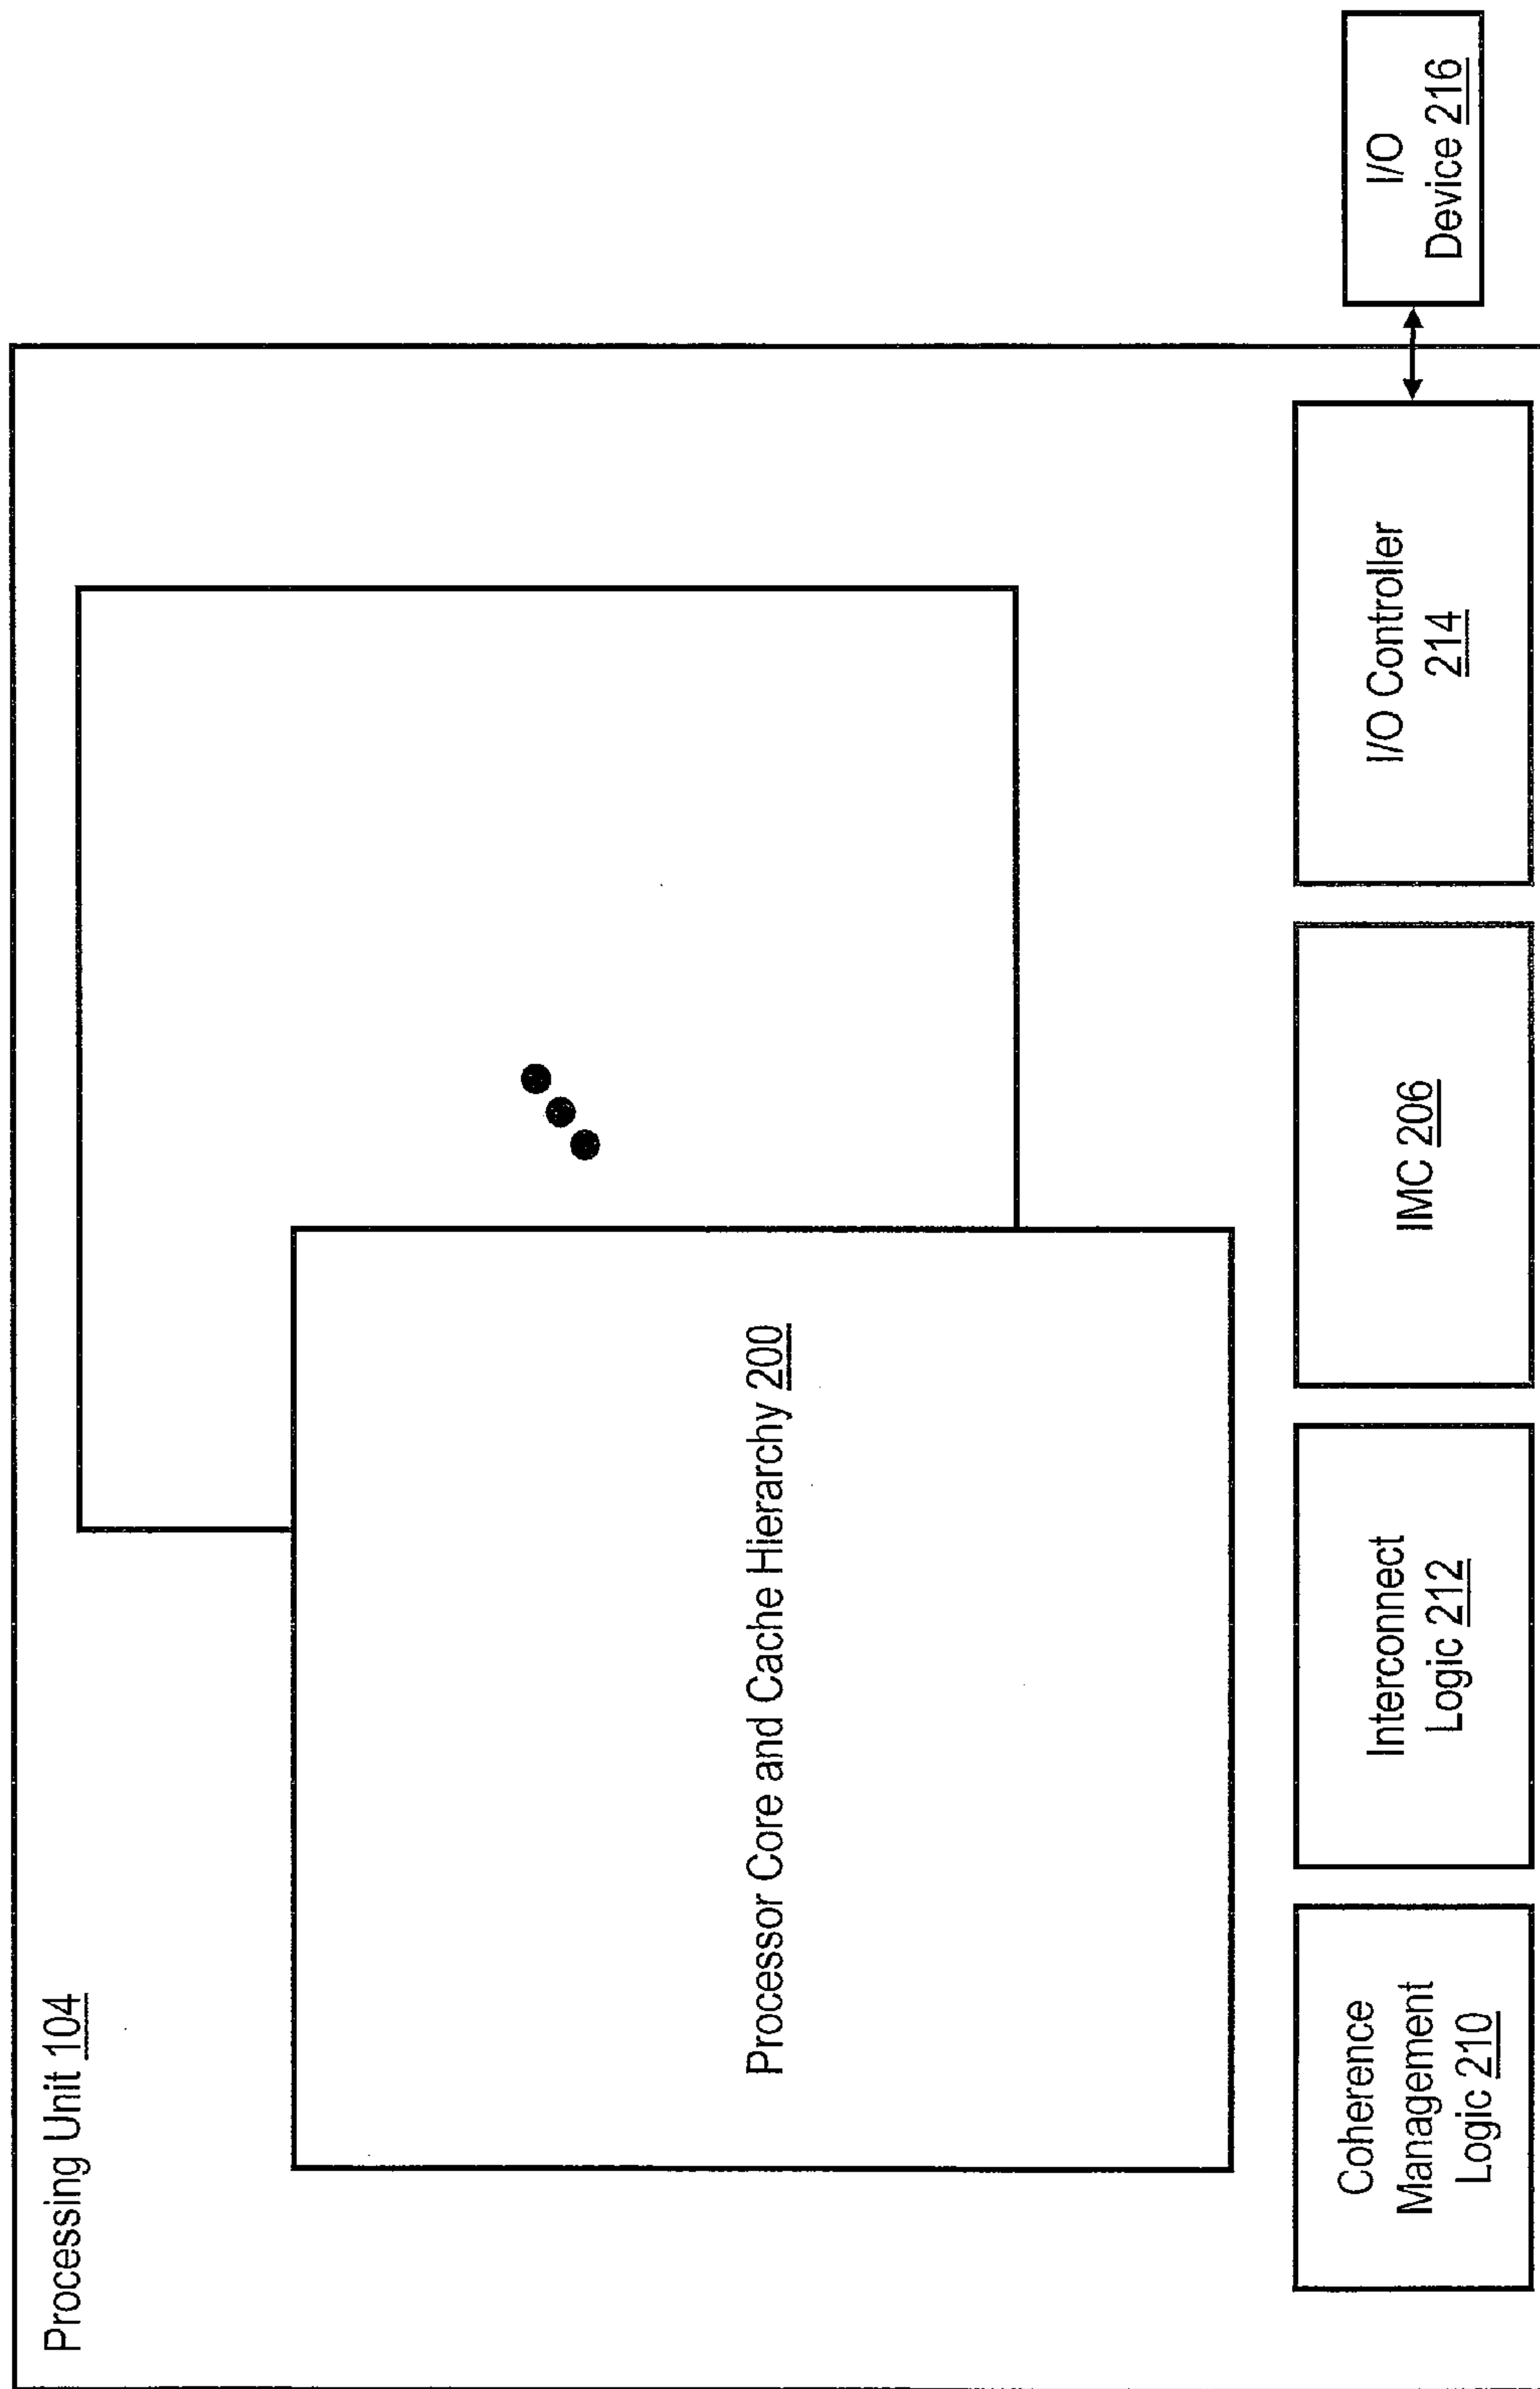 Processing Unit 104
Processor Core and Cache Hierarchy 200
Coherence
Management
Logic 210
Interconnect
Logic 212
IMC 206
I/O Controller
214
I/O
Device 216